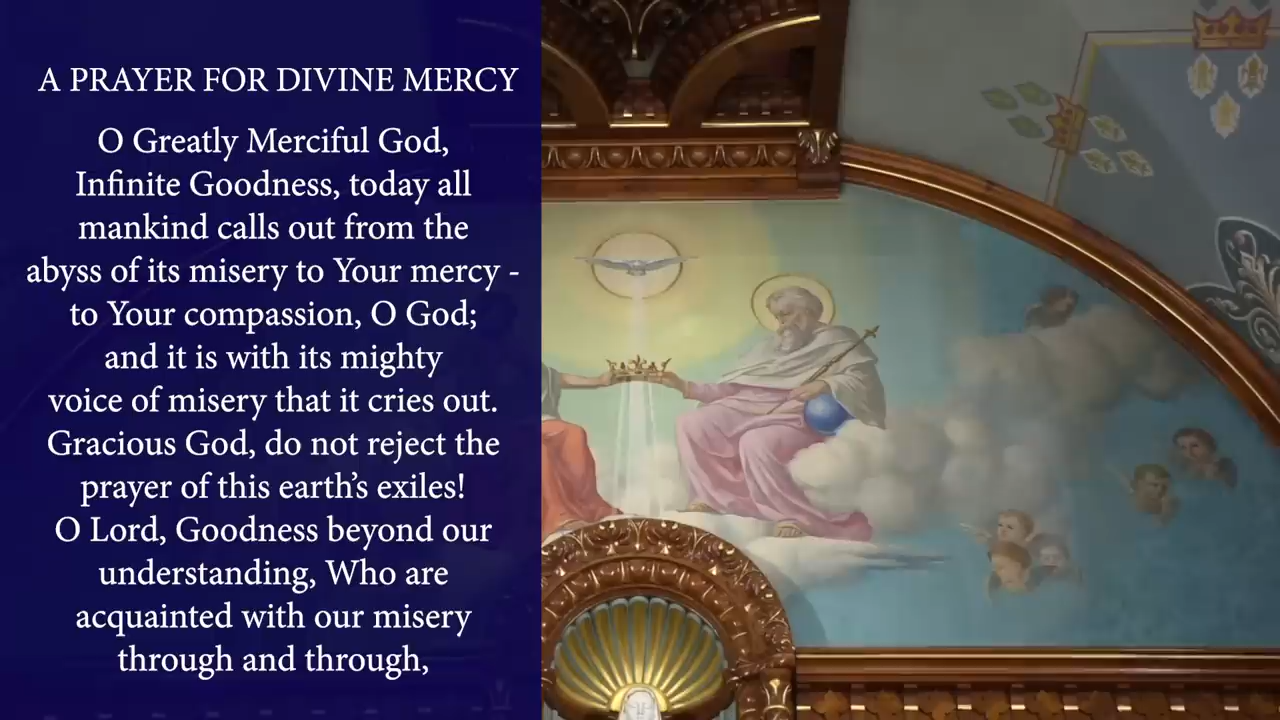 A PRAYER FOR DIVINE MERCY
O Greatly Merciful God,
Infinite Goodness, today all
mankind calls out from the
abyss of its misery to Your mercy -
to Your compassion, O God;
and it is with its mighty
voice of misery that it cries out.
Gracious God, do not reject the
prayer of this earth’s exiles!
O Lord, Goodness beyond our
understanding, Who are
acquainted with our misery
through and through,